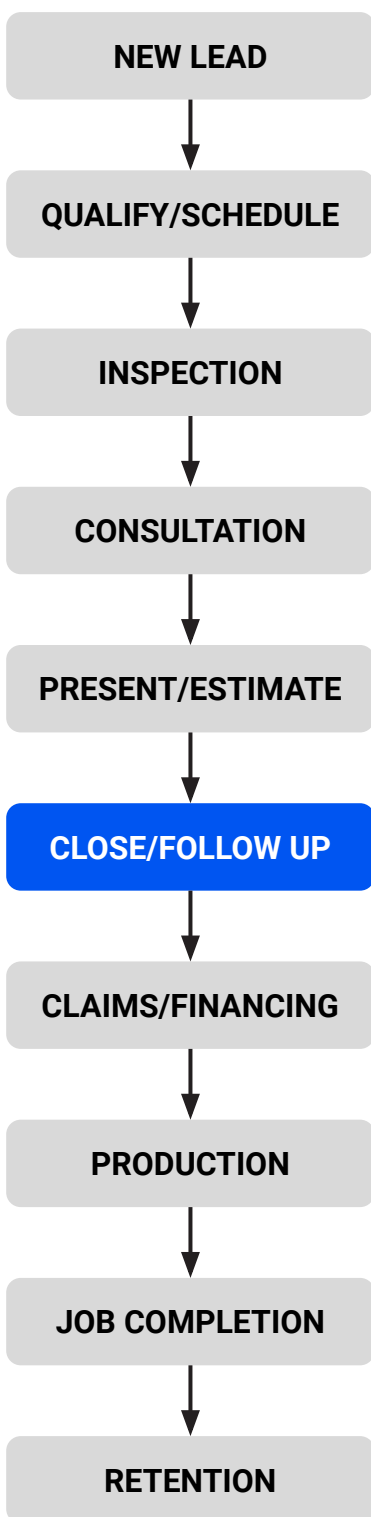 NEW LEAD
QUALIFY/SCHEDULE
INSPECTION
CONSULTATION
PRESENT/ESTIMATE
CLOSE/FOLLOW UP
CLAIMS/FINANCING
PRODUCTION
JOB COMPLETION
RETENTION